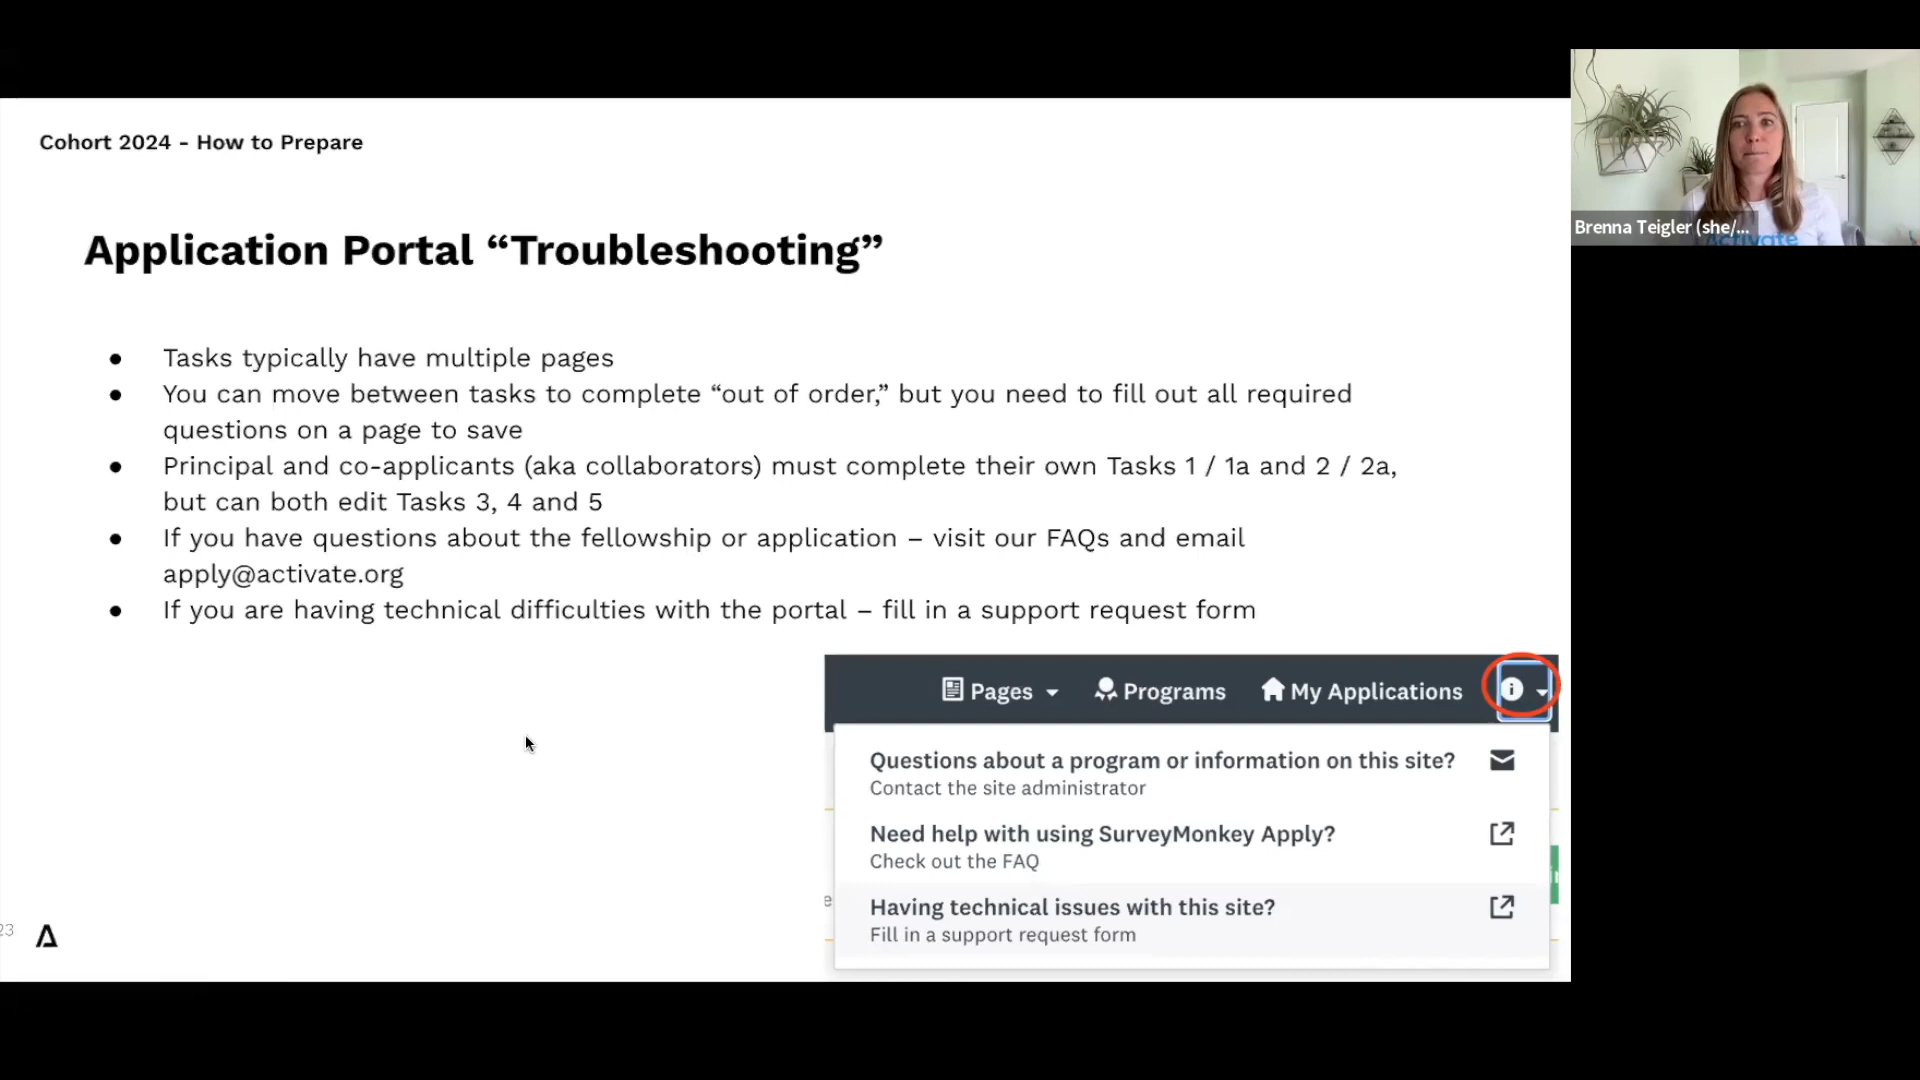 Cohort 2024 - How to Prepare
Application Portal “Troubleshooting”
● Tasks typically have multiple pages
● You can move between tasks to complete “out of order,” but you need to fill out all required
questions on a page to save
● Principal and co-applicants (aka collaborators) must complete their own Tasks 1 / 1a and 2 / 2a,
but can both edit Tasks 3, 4 and 5
● If you have questions about the fellowship or application – visit our FAQs and email
apply@activate.org
● If you are having technical difficulties with the portal – fill in a support request form
Pages Programs My Applications
Questions about a program or information on this site?
Contact the site administrator
Need help with using SurveyMonkey Apply?
Check out the FAQ
Having technical issues with this site?
Fill in a support request form
23
Brenna Teigler (she/...
Activate